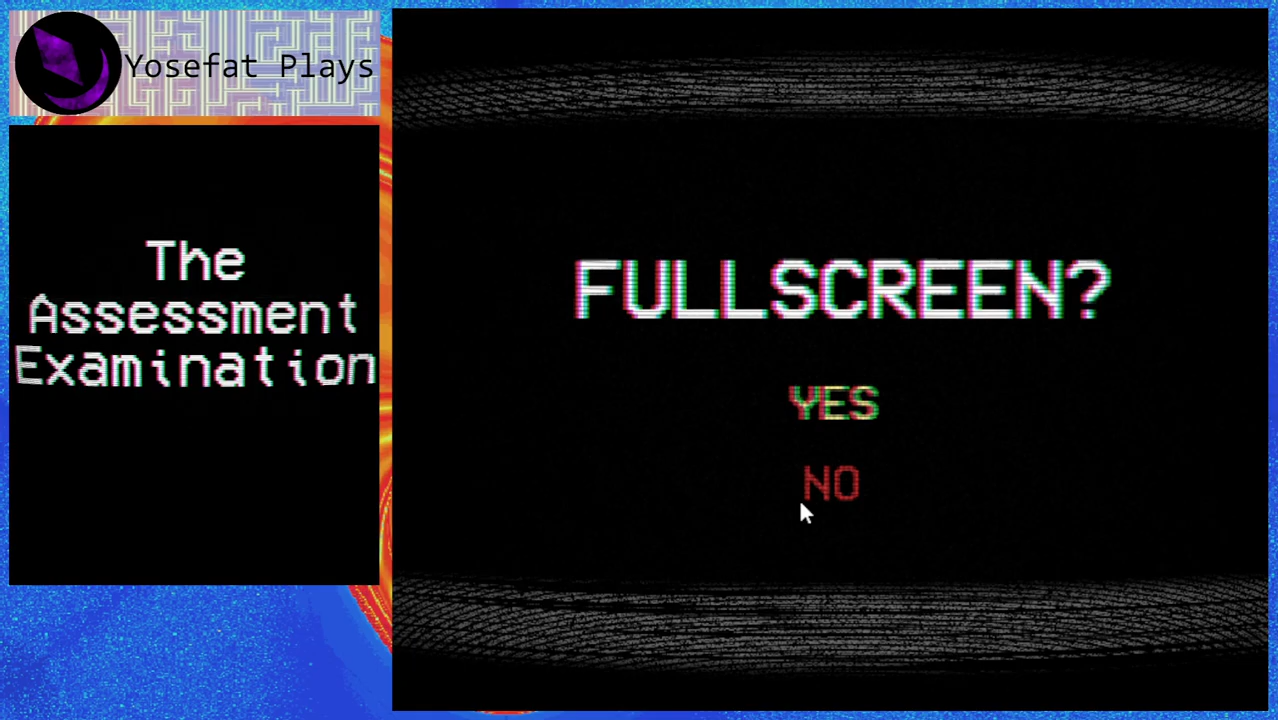 Yosefat Plays
The
Assessment
Examination
FULLSCREEN?
YES
NO